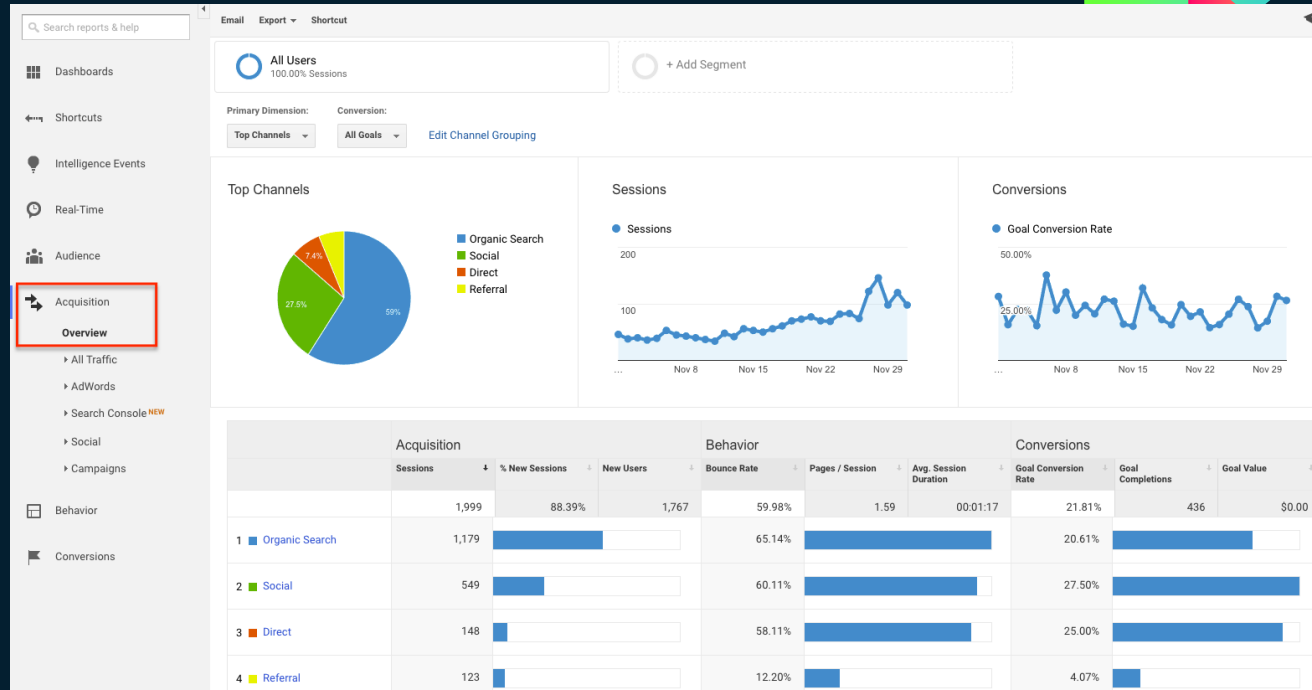 Search reports & help
Email Export Shortcut
All Users
100.00% Sessions
+ Add Segment
Dashboards
Shortcuts
Intelligence Events
Real-Time
Audience
Acquisition
Overview
All Traffic
AdWords
Search Console NEW
Social
Campaigns
Behavior
Conversions
Primary Dimension: Conversion:
Top Channels All Goals Edit Channel Grouping
Top Channels
7.4%
27.5%
59%
Organic Search
Social
Direct
Referral
Sessions
Sessions
200
100
... Nov 8 Nov 15 Nov 22 Nov 29
Conversions
Goal Conversion Rate
50.00%
25.00%
... Nov 8 Nov 15 Nov 22 Nov 29
Acquisition Behavior Conversions
Sessions % New Sessions New Users Bounce Rate Pages / Session Avg. Session Duration Goal Conversion Rate Goal Completions Goal Value
1,999 88.39% 1,767 59.98% 1.59 00:01:17 21.81% 436 $0.00
1 Organic Search 1,179 65.14% 20.61%
2 Social 549 60.11% 27.50%
3 Direct 148 58.11% 25.00%
4 Referral 123 12.20% 4.07%